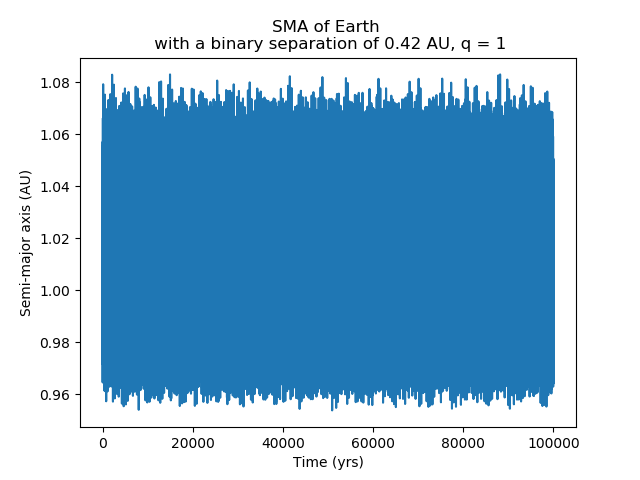 SMA of Earth
with a binary separation of 0.42 AU, q = 1
1.08
1.06
1.04
1.02
1.00
0.98
0.96
Semi-major axis (AU)
0 20000 40000 60000 80000 100000
Time (yrs)